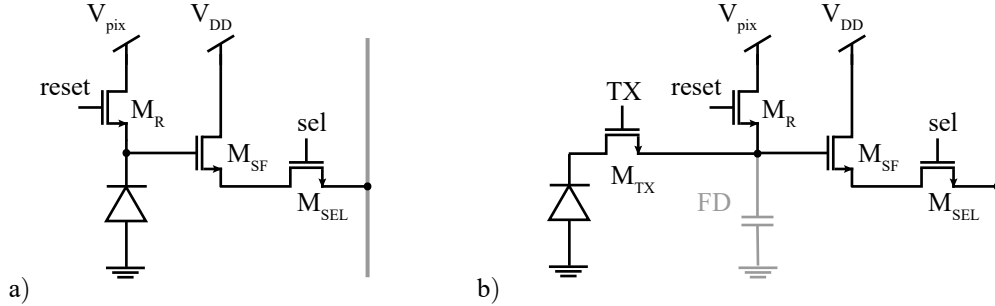 V_pix V_DD
reset
M_R
sel
M_SF
M_SEL
a)
V_pix V_DD
TX
reset
M_R
sel
M_SF
M_TX
FD
M_SEL
b)